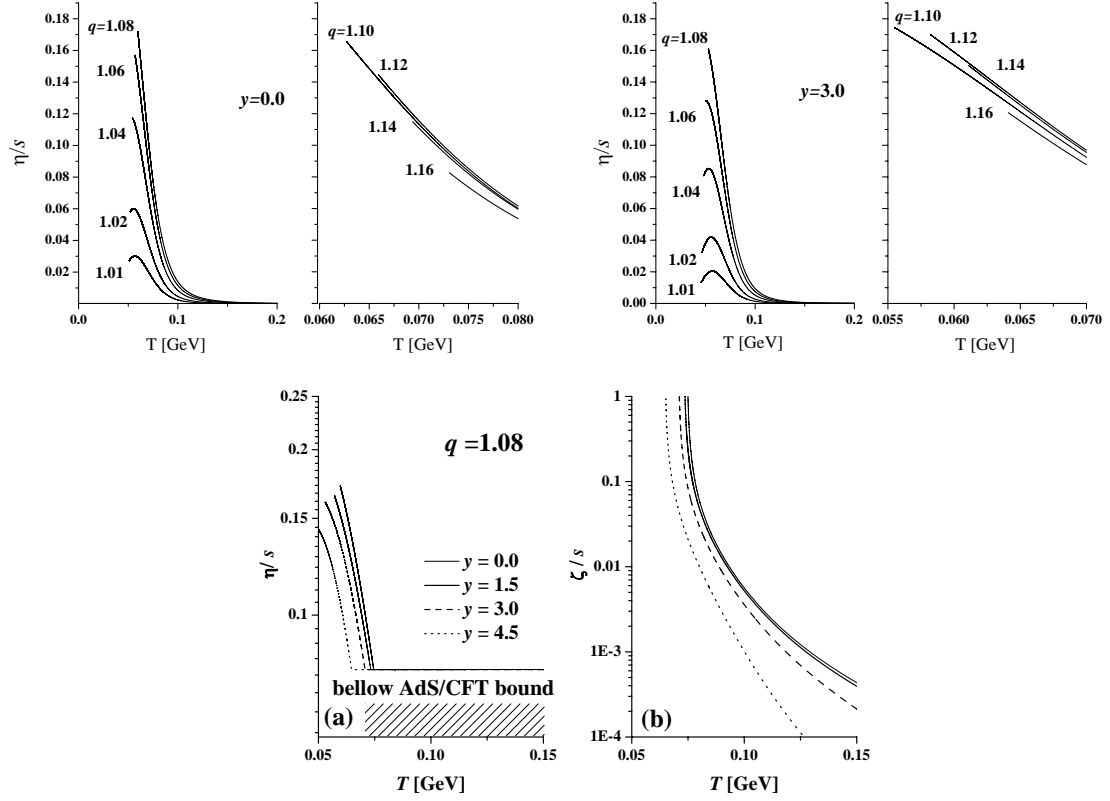 0.18
0.16
0.14
0.12
0.10
0.08
0.06
0.04
0.02
η/s
q=1.08
1.06
1.04
1.02
1.01
y=0.0
0.0
0.1
0.2
T [GeV]
q=1.10
1.12
1.14
1.16
0.060
0.065
0.070
0.075
0.080
T [GeV]
0.18
0.16
0.14
0.12
0.10
0.08
0.06
0.04
0.02
0.00
η/s
q=1.08
1.06
1.04
1.02
1.01
y=3.0
0.0
0.1
0.2
T [GeV]
q=1.10
1.12
1.14
1.16
0.055
0.060
0.065
0.070
T [GeV]
0.25
0.2
0.15
0.1
η/ s
q =1.08
y = 0.0
y = 1.5
y = 3.0
y = 4.5
bellow AdS/CFT bound
(a)
0.05
0.10
0.15
T [GeV]
1
0.1
0.01
1E-3
1E-4
ζ / s
(b)
0.05
0.10
0.15
T [GeV]